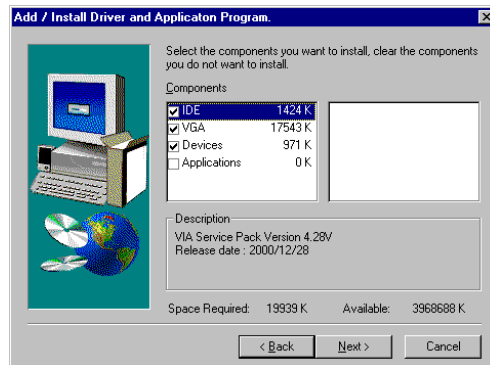 Add / Install Driver and Applicaton Program.
Select the components you want to install, clear the components
you do not want to install.
Components
IDE 1424 K
VGA 17543 K
Devices 971 K
Applications 0 K
Description
VIA Service Pack Version 4.28V
Release date : 2000/12/28
Space Required: 19939 K Available: 3968688 K
< Back Next > Cancel